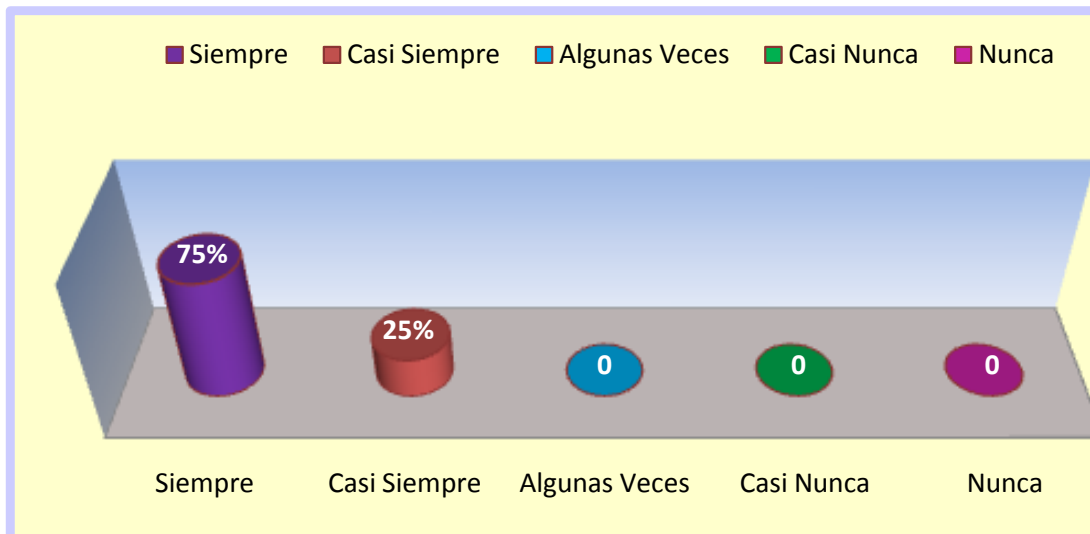 Siempre Casi Siempre Algunas Veces Casi Nunca Nunca
75%
25% 0 0 0
Siempre Casi Siempre Algunas Veces Casi Nunca Nunca